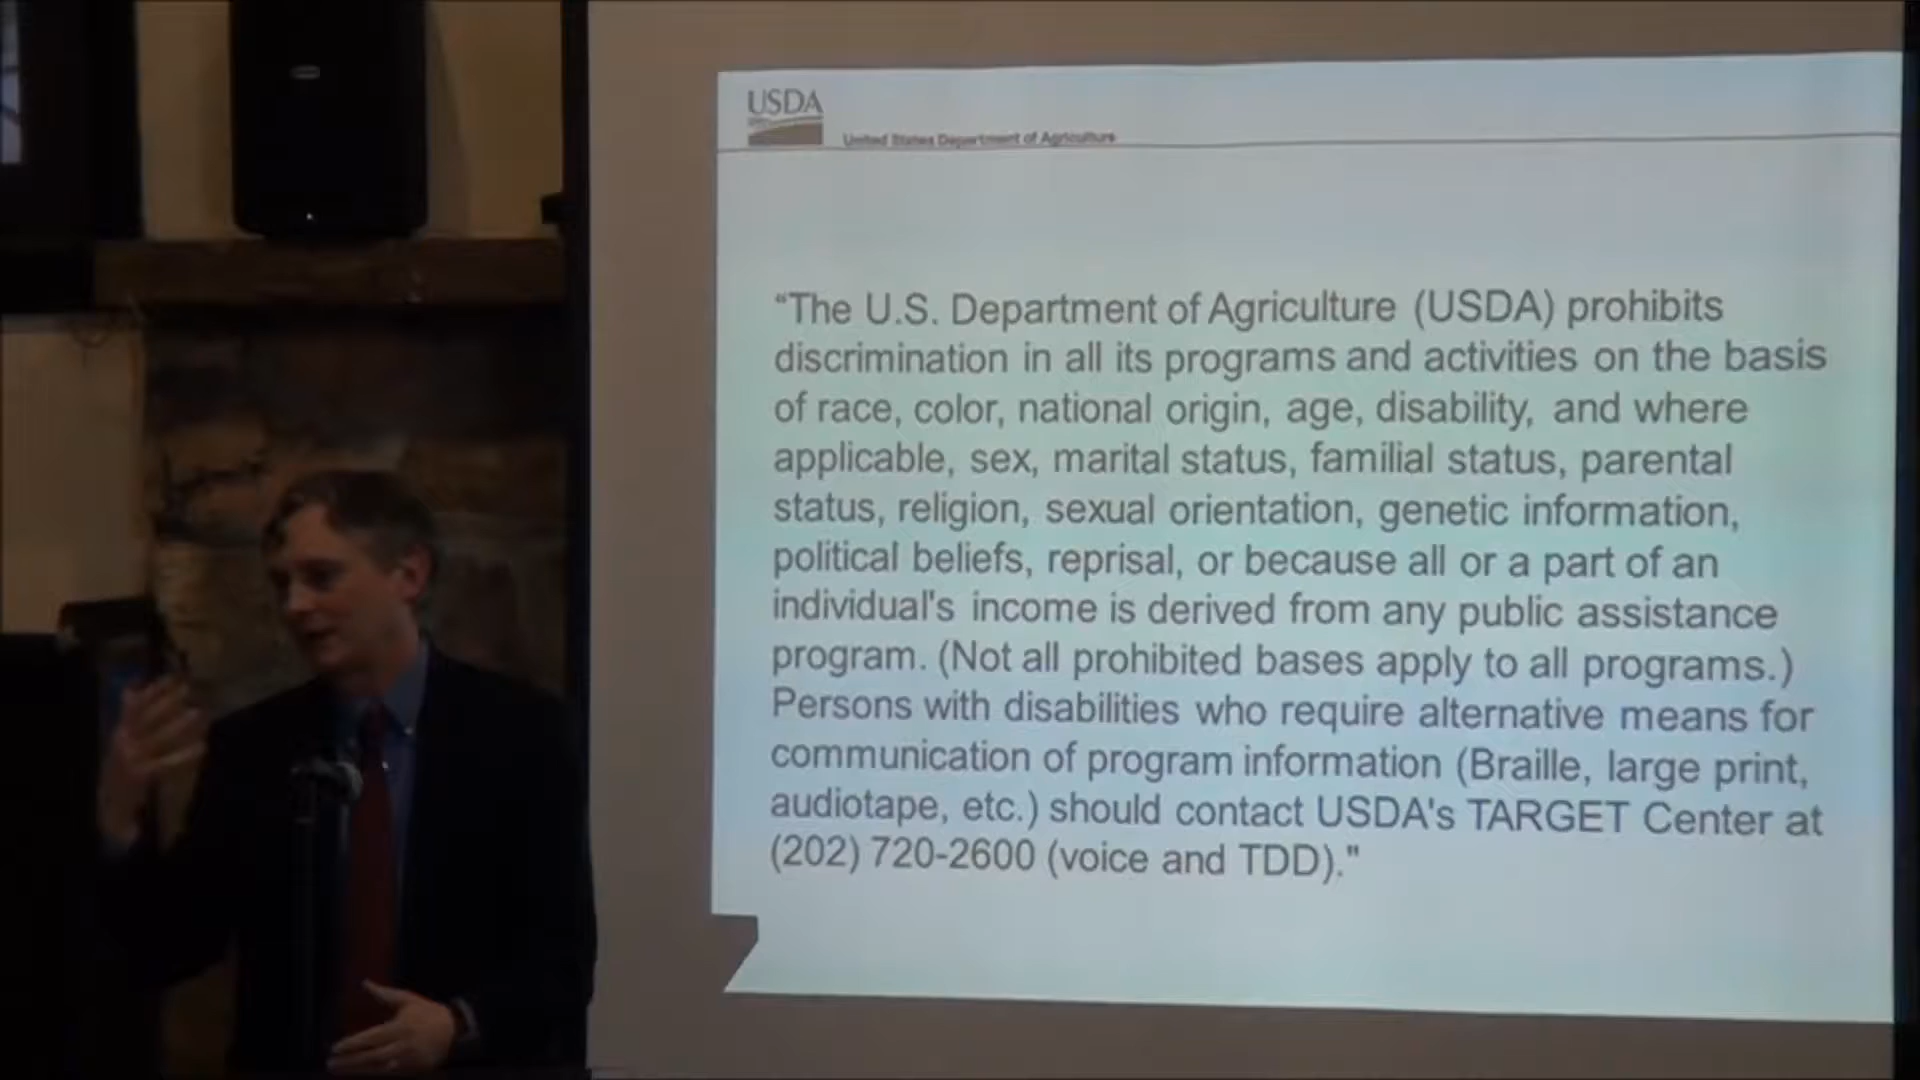 USDA
United States Department of Agriculture
“The U.S. Department of Agriculture (USDA) prohibits
discrimination in all its programs and activities on the basis
of race, color, national origin, age, disability, and where
applicable, sex, marital status, familial status, parental
status, religion, sexual orientation, genetic information,
political beliefs, reprisal, or because all or a part of an
individual's income is derived from any public assistance
program. (Not all prohibited bases apply to all programs.)
Persons with disabilities who require alternative means for
communication of program information (Braille, large print,
audiotape, etc.) should contact USDA's TARGET Center at
(202) 720-2600 (voice and TDD)."